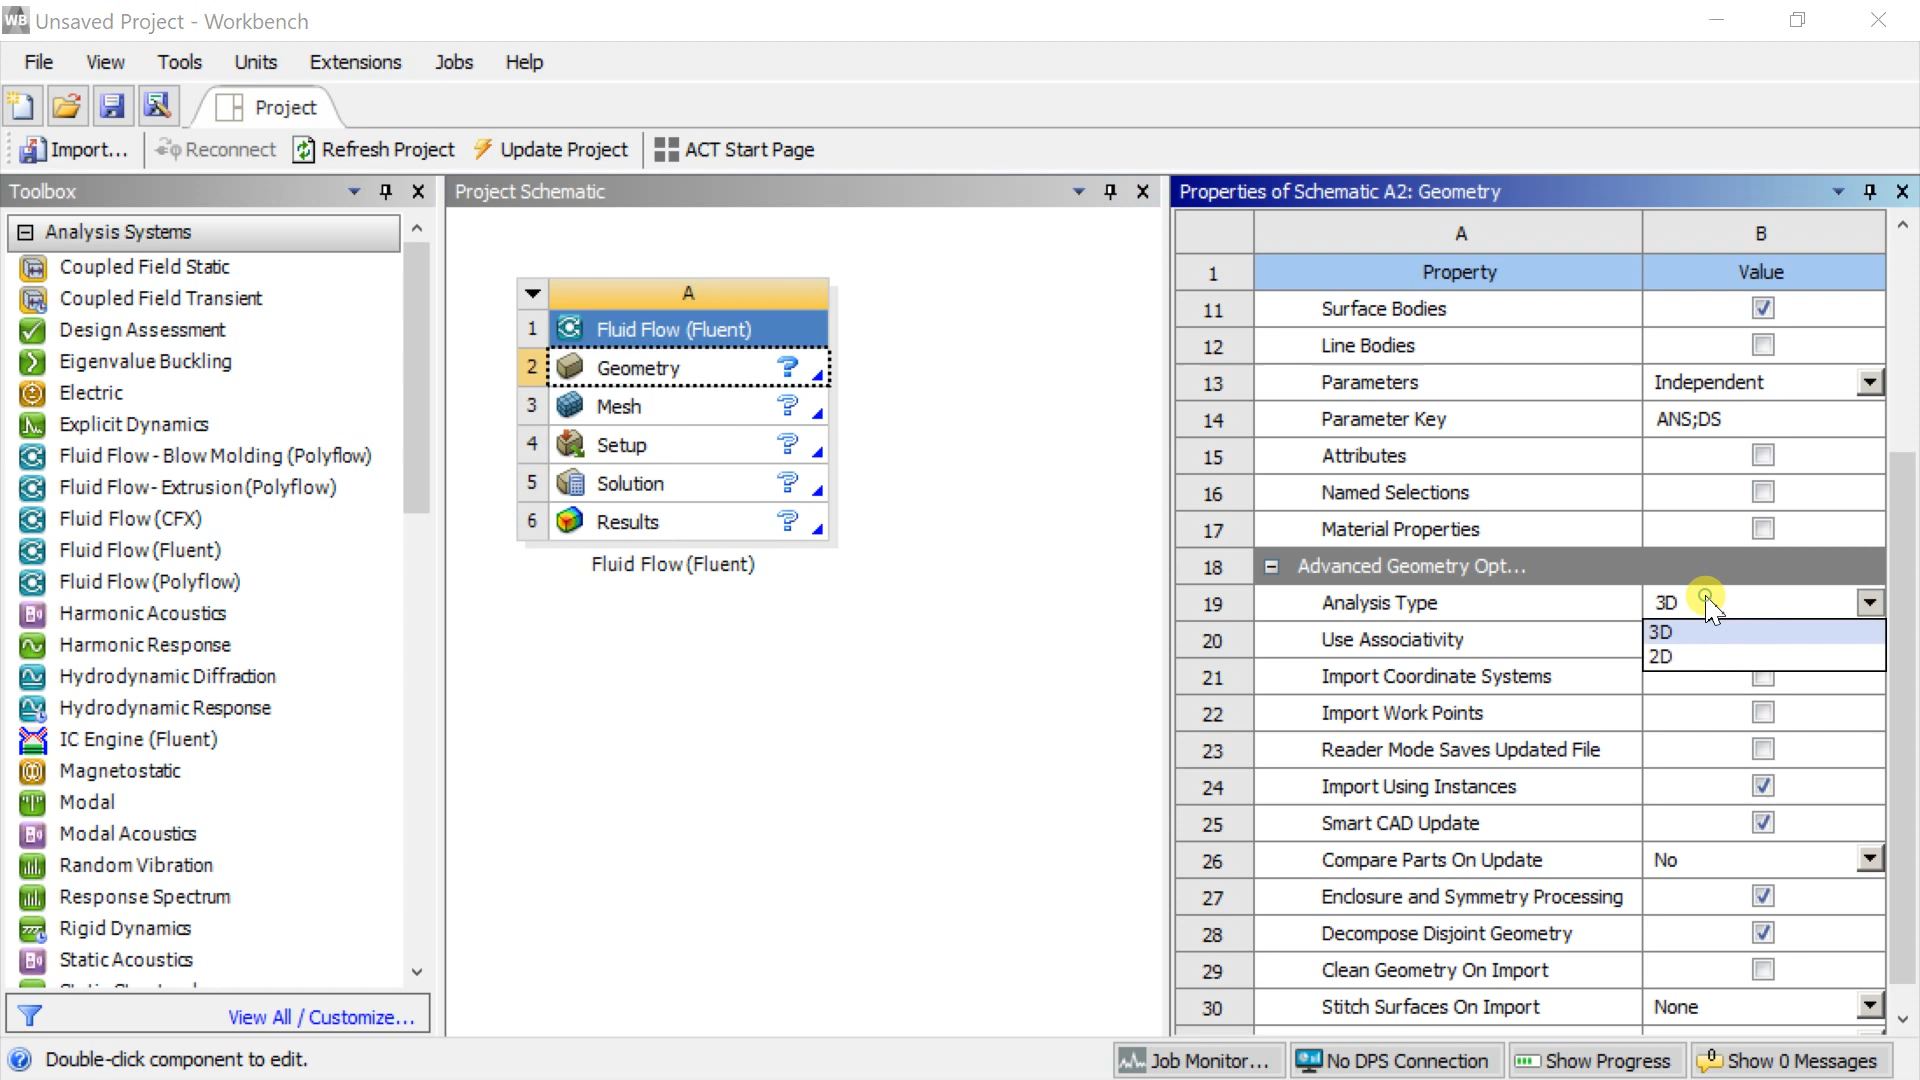 WB Unsaved Project - Workbench
File View Tools Units Extensions Jobs Help
Project
Import... Reconnect Refresh Project Update Project ACT Start Page
Toolbox
Analysis Systems
Coupled Field Static
Coupled Field Transient
Design Assessment
Eigenvalue Buckling
Electric
Explicit Dynamics
Fluid Flow - Blow Molding (Polyflow)
Fluid Flow - Extrusion (Polyflow)
Fluid Flow (CFX)
Fluid Flow (Fluent)
Fluid Flow (Polyflow)
Harmonic Acoustics
Harmonic Response
Hydrodynamic Diffraction
Hydrodynamic Response
IC Engine (Fluent)
Magnetostatic
Modal
Modal Acoustics
Random Vibration
Response Spectrum
Rigid Dynamics
Static Acoustics
View All / Customize...
Project Schematic
A
1 Fluid Flow (Fluent)
2 Geometry ?
3 Mesh ?
4 Setup ?
5 Solution ?
6 Results ?
Fluid Flow (Fluent)
Properties of Schematic A2: Geometry
A B
1 Property Value
11 Surface Bodies
12 Line Bodies
13 Parameters Independent
14 Parameter Key ANS;DS
15 Attributes
16 Named Selections
17 Material Properties
18 Advanced Geometry Opt...
19 Analysis Type 3D
3D
2D
20 Use Associativity
21 Import Coordinate Systems
22 Import Work Points
23 Reader Mode Saves Updated File
24 Import Using Instances
25 Smart CAD Update
26 Compare Parts On Update No
27 Enclosure and Symmetry Processing
28 Decompose Disjoint Geometry
29 Clean Geometry On Import
30 Stitch Surfaces On Import None
Double-click component to edit.
Job Monitor... No DPS Connection Show Progress Show 0 Messages